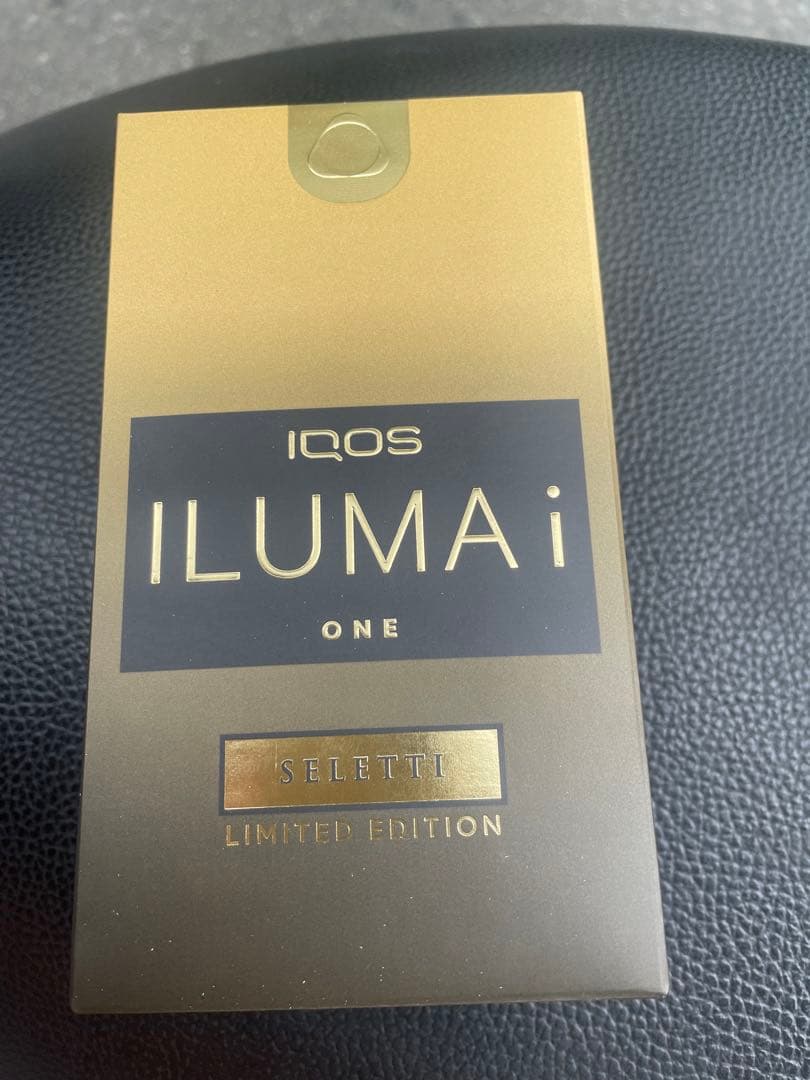 IQOS
ILUMA i
ONE
SELETTI
LIMITED EDITION